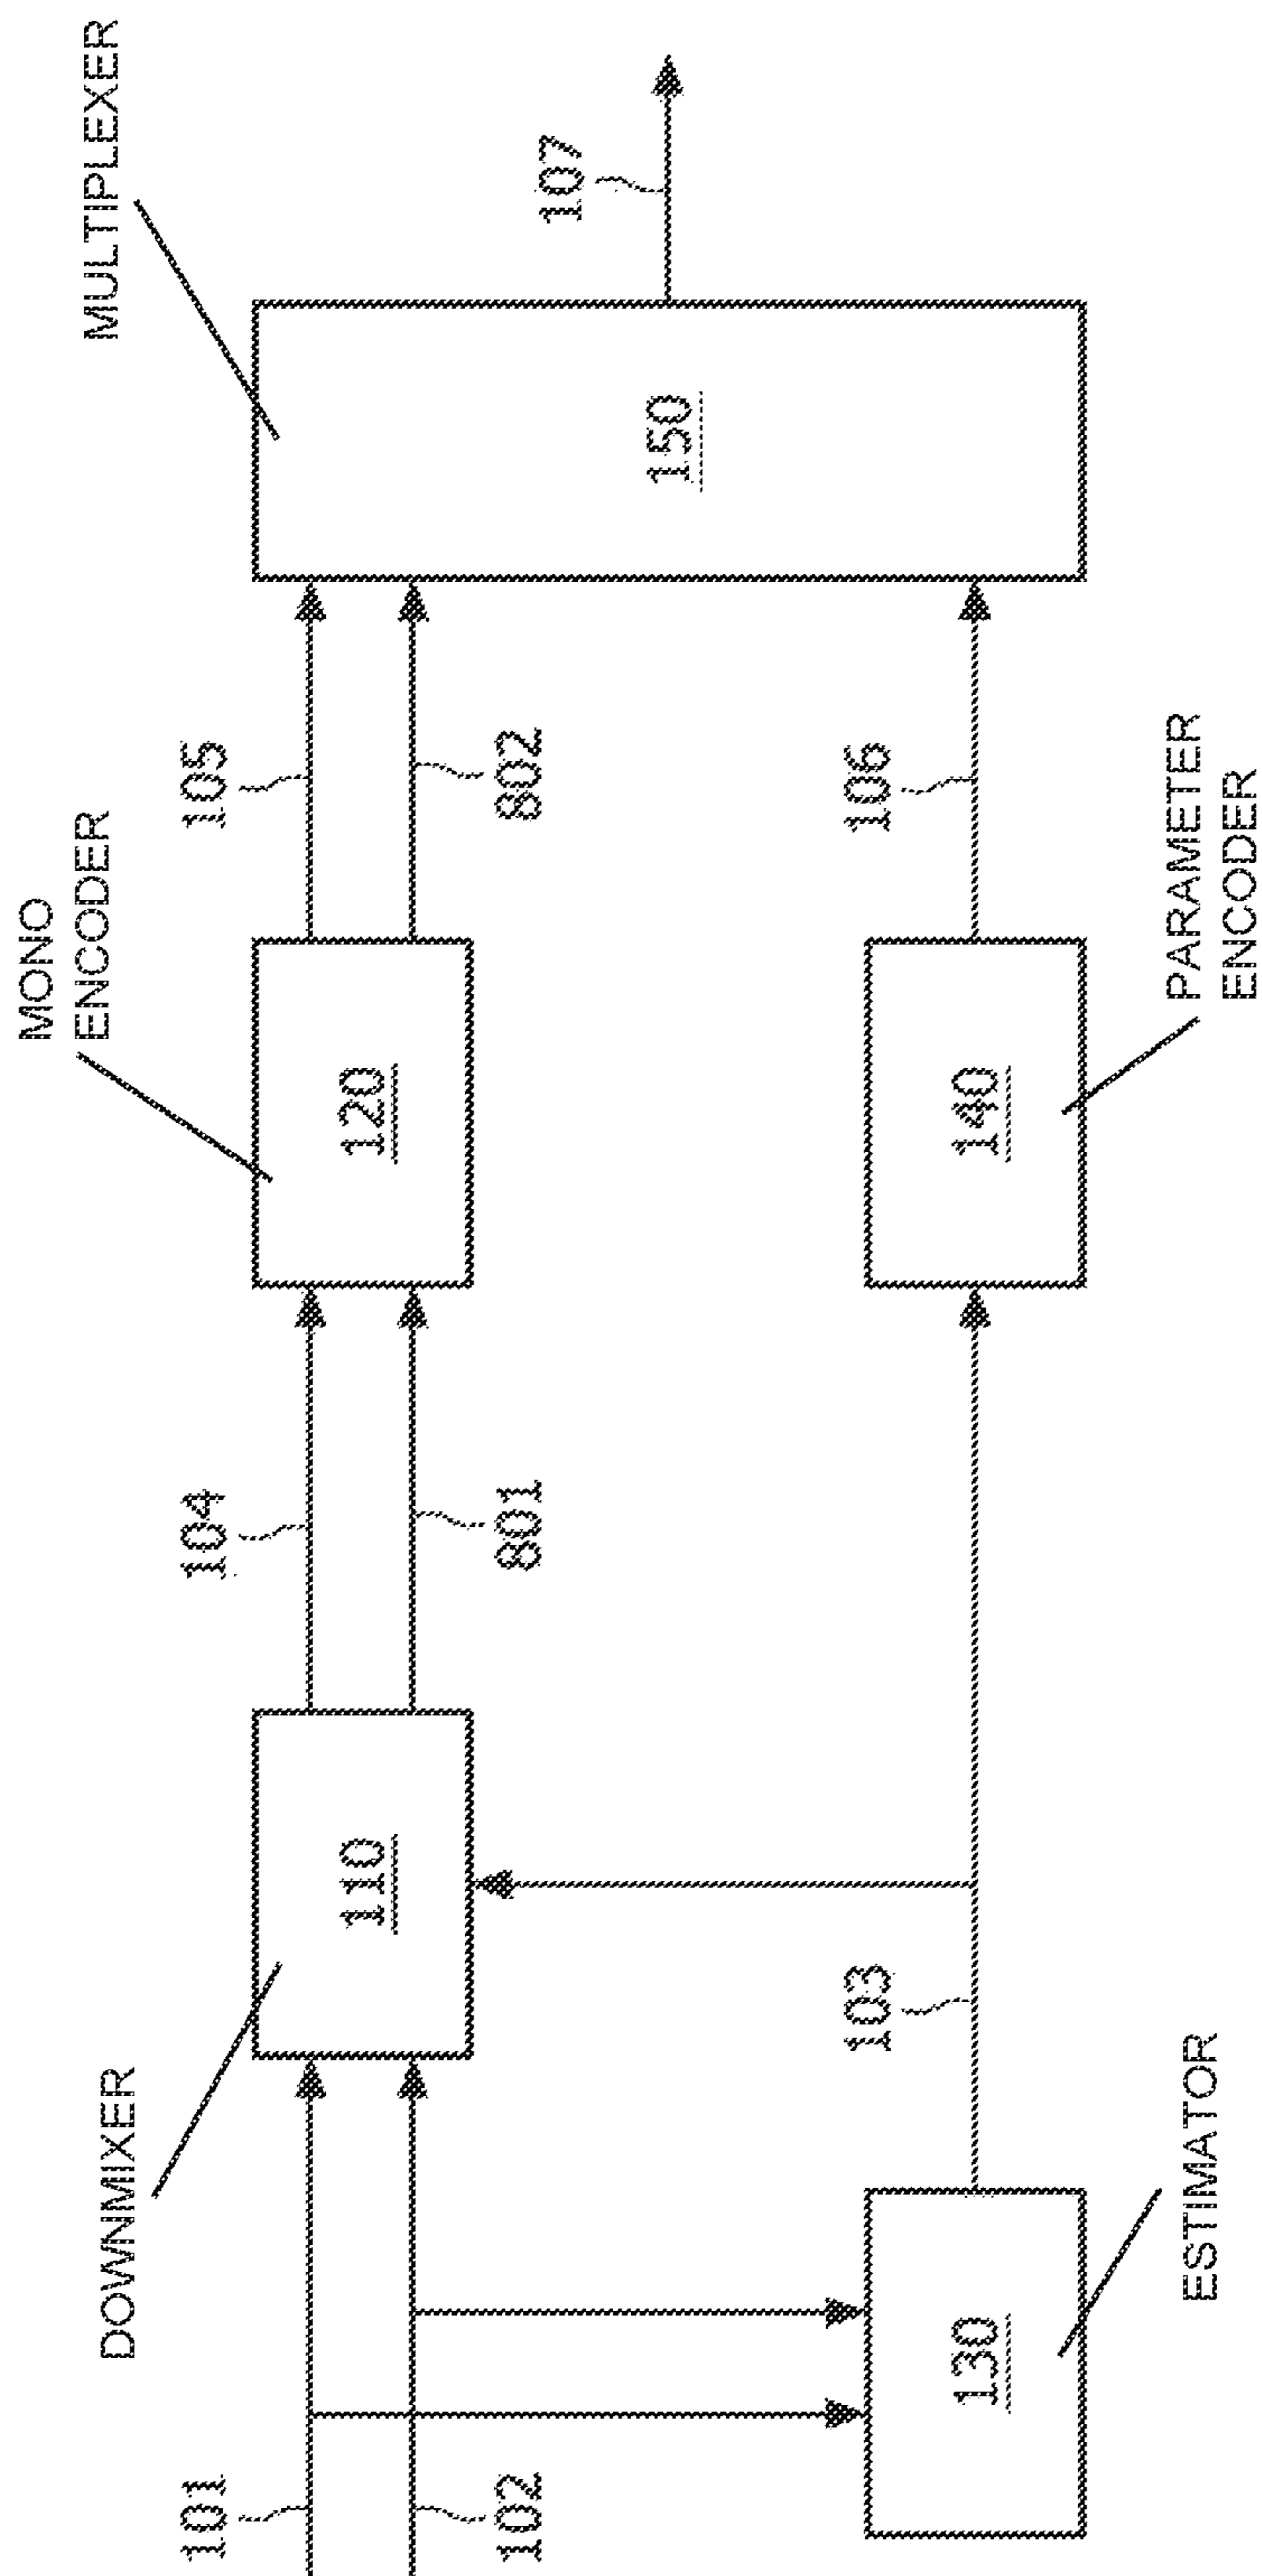 101
102
DOWNMIXER
110
104
801
MONO
ENCODER
120
105
802
MULTIPLEXER
150
107
130
ESTIMATOR
103
140
PARAMETER
ENCODER
106